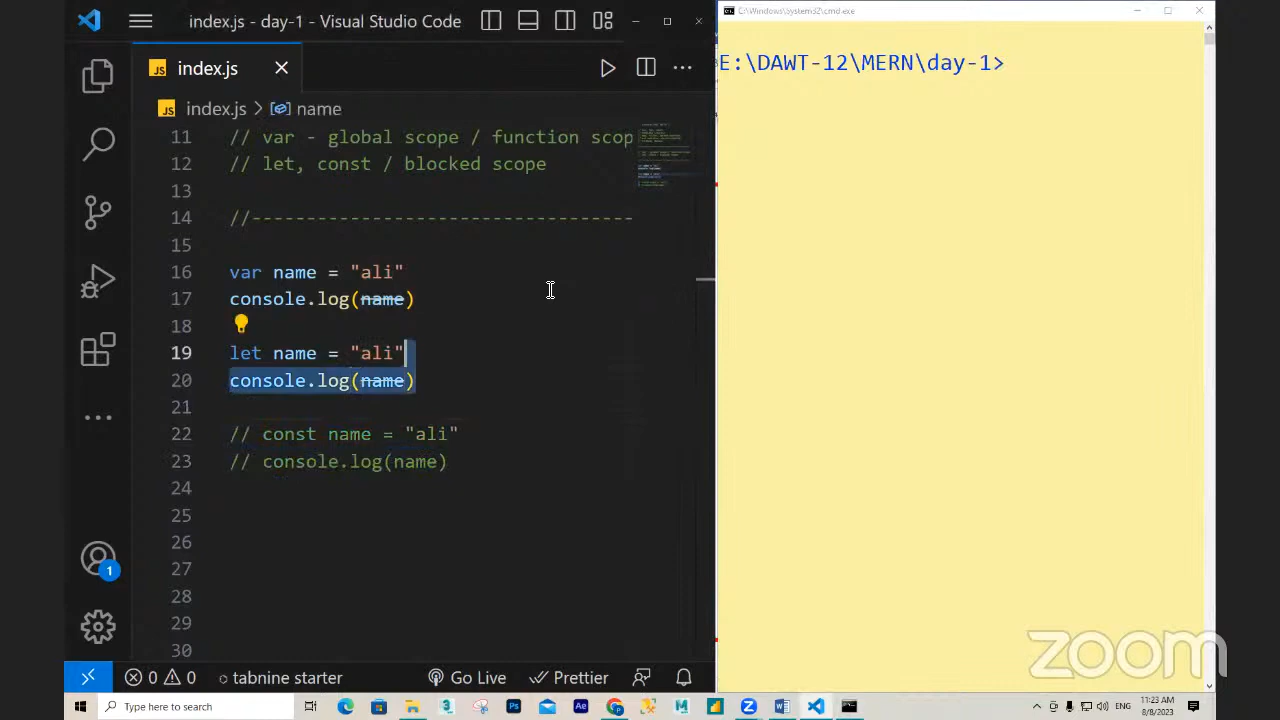 index.js - day-1 - Visual Studio Code
JS index.js
JS index.js > name
11 // var - global scope / function scop
12 // let, const / blocked scope
13
14 //-----------------------------------
15
16 var name = "ali"
17 console.log(name)
18
19 let name = "ali"
20 console.log(name)
21
22 // const name = "ali"
23 // console.log(name)
24
25
26
27
28
29
30
1
0 0 tabnine starter Go Live Prettier
C:\Windows\System32\cmd.exe
E:\DAWT-12\MERN\day-1>
zoom
Type here to search
11:23 AM
8/8/2023